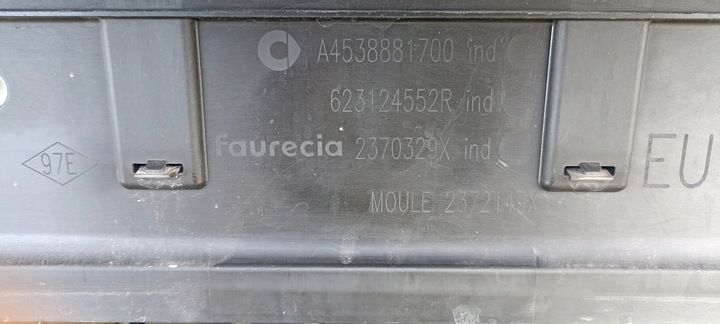 A4538881700 ind
623124552R ind
97E
Faurecia 2370329X ind
EU
MOULE